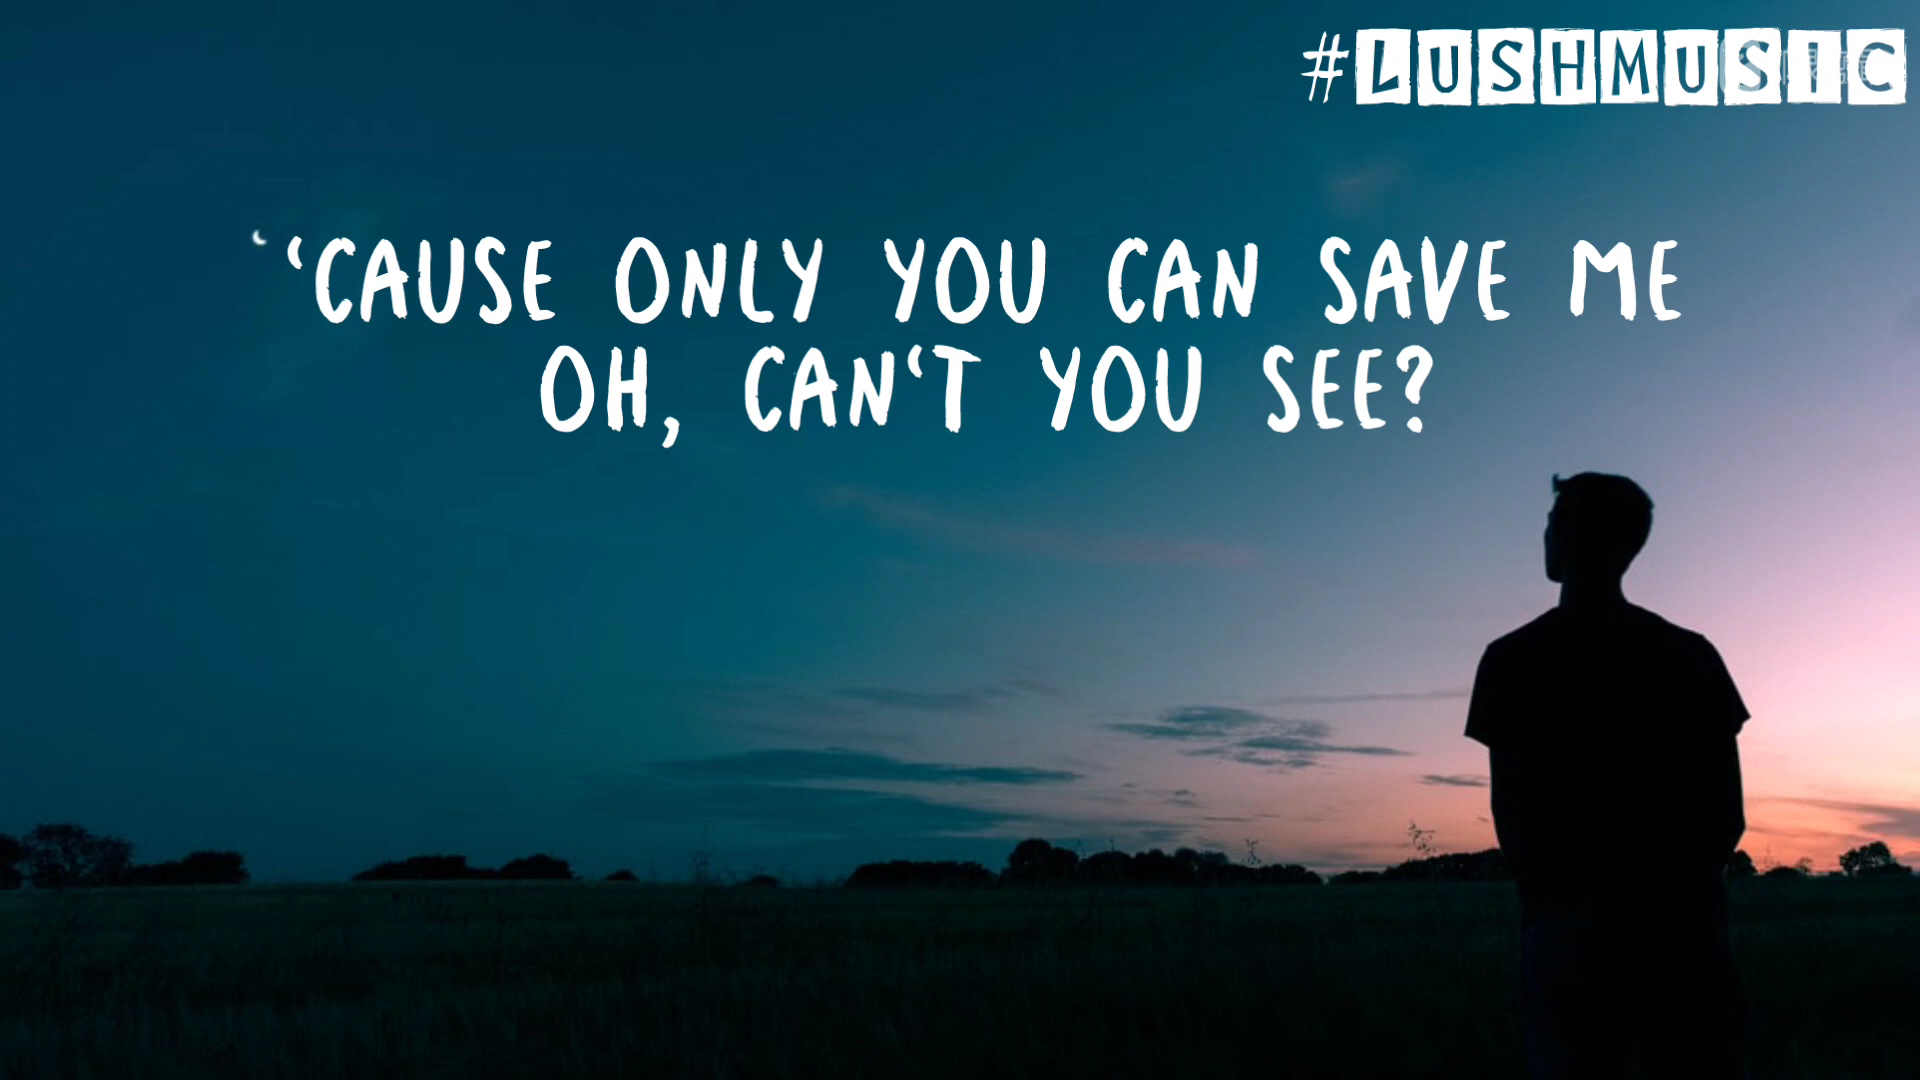 #LUSHMUSIC
‘CAUSE ONLY YOU CAN SAVE ME
OH, CAN‘T YOU SEE?